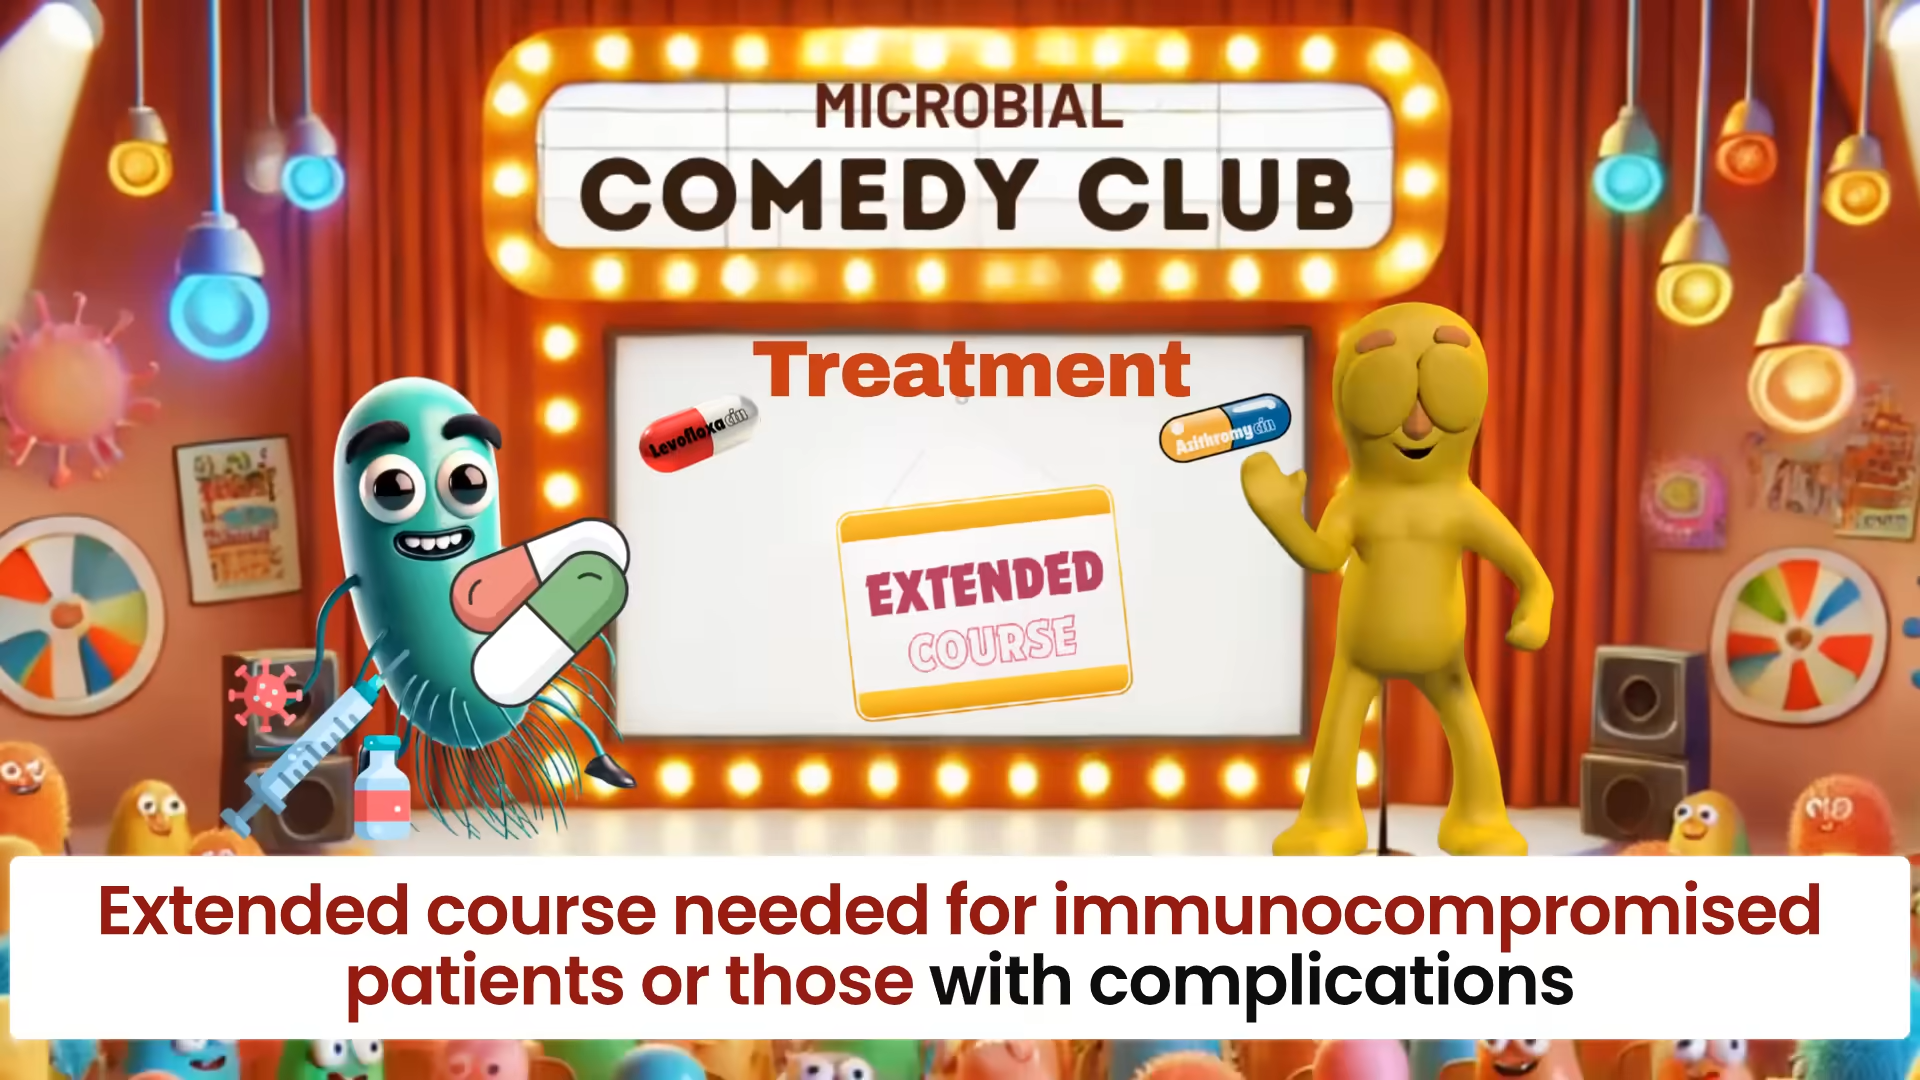 MICROBIAL
COMEDY CLUB
Treatment
Levofloxacin
Azithromycin
EXTENDED
COURSE
Extended course needed for immunocompromised
patients or those with complications